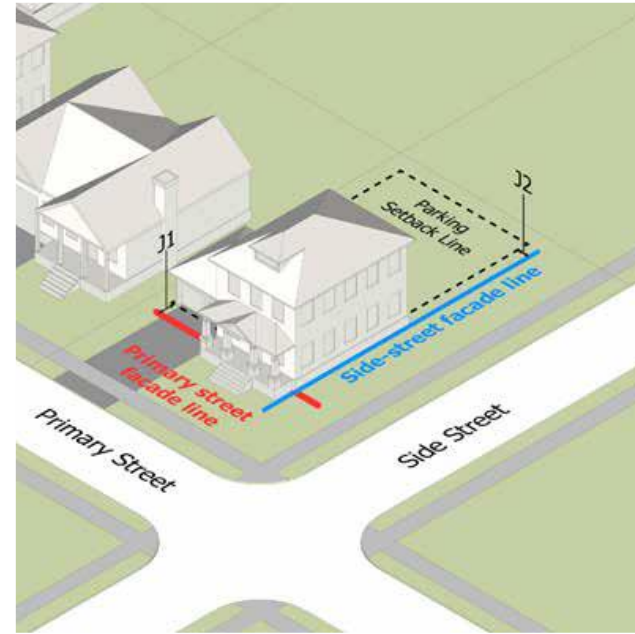 J2
Parking
Setback Line
J1
Side-street facade line
Primary street
facade line
Primary Street
Side Street